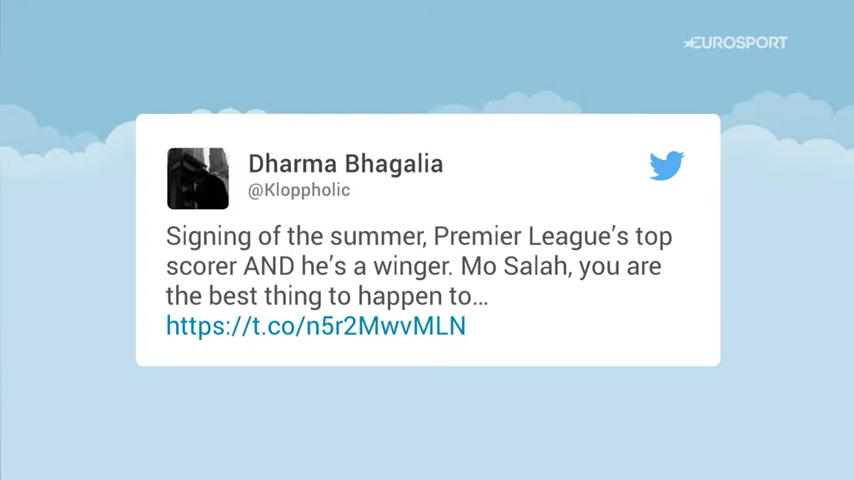 EUROSPORT
Dharma Bhagalia
@Kloppholic
Signing of the summer, Premier League's top
scorer AND he's a winger. Mo Salah, you are
the best thing to happen to…
https://t.co/n5r2MwvMLN